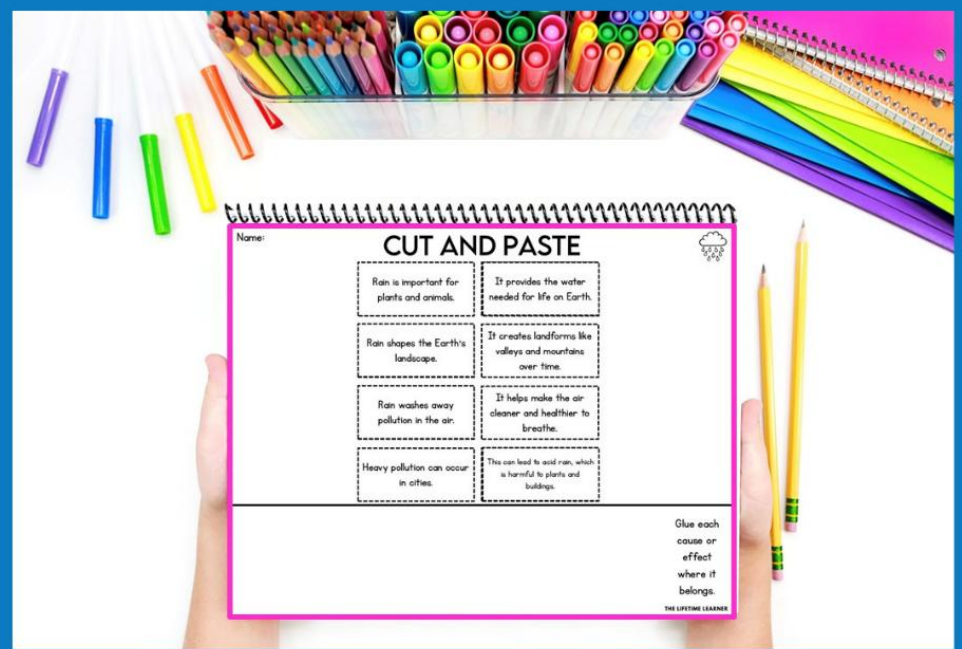 Name:
CUT AND PASTE
Rain is important for
plants and animals.
It provides the water
needed for life on Earth.
Rain shapes the Earth's
landscape.
It creates landforms like
valleys and mountains
over time.
Rain washes away
pollution in the air.
It helps make the air
cleaner and healthier to
breathe.
Heavy pollution can occur
in cities.
This can lead to acid rain, which
is harmful to plants and
buildings.
Glue each
cause or
effect
where it
belongs.
THE LIFETIME LEARNER